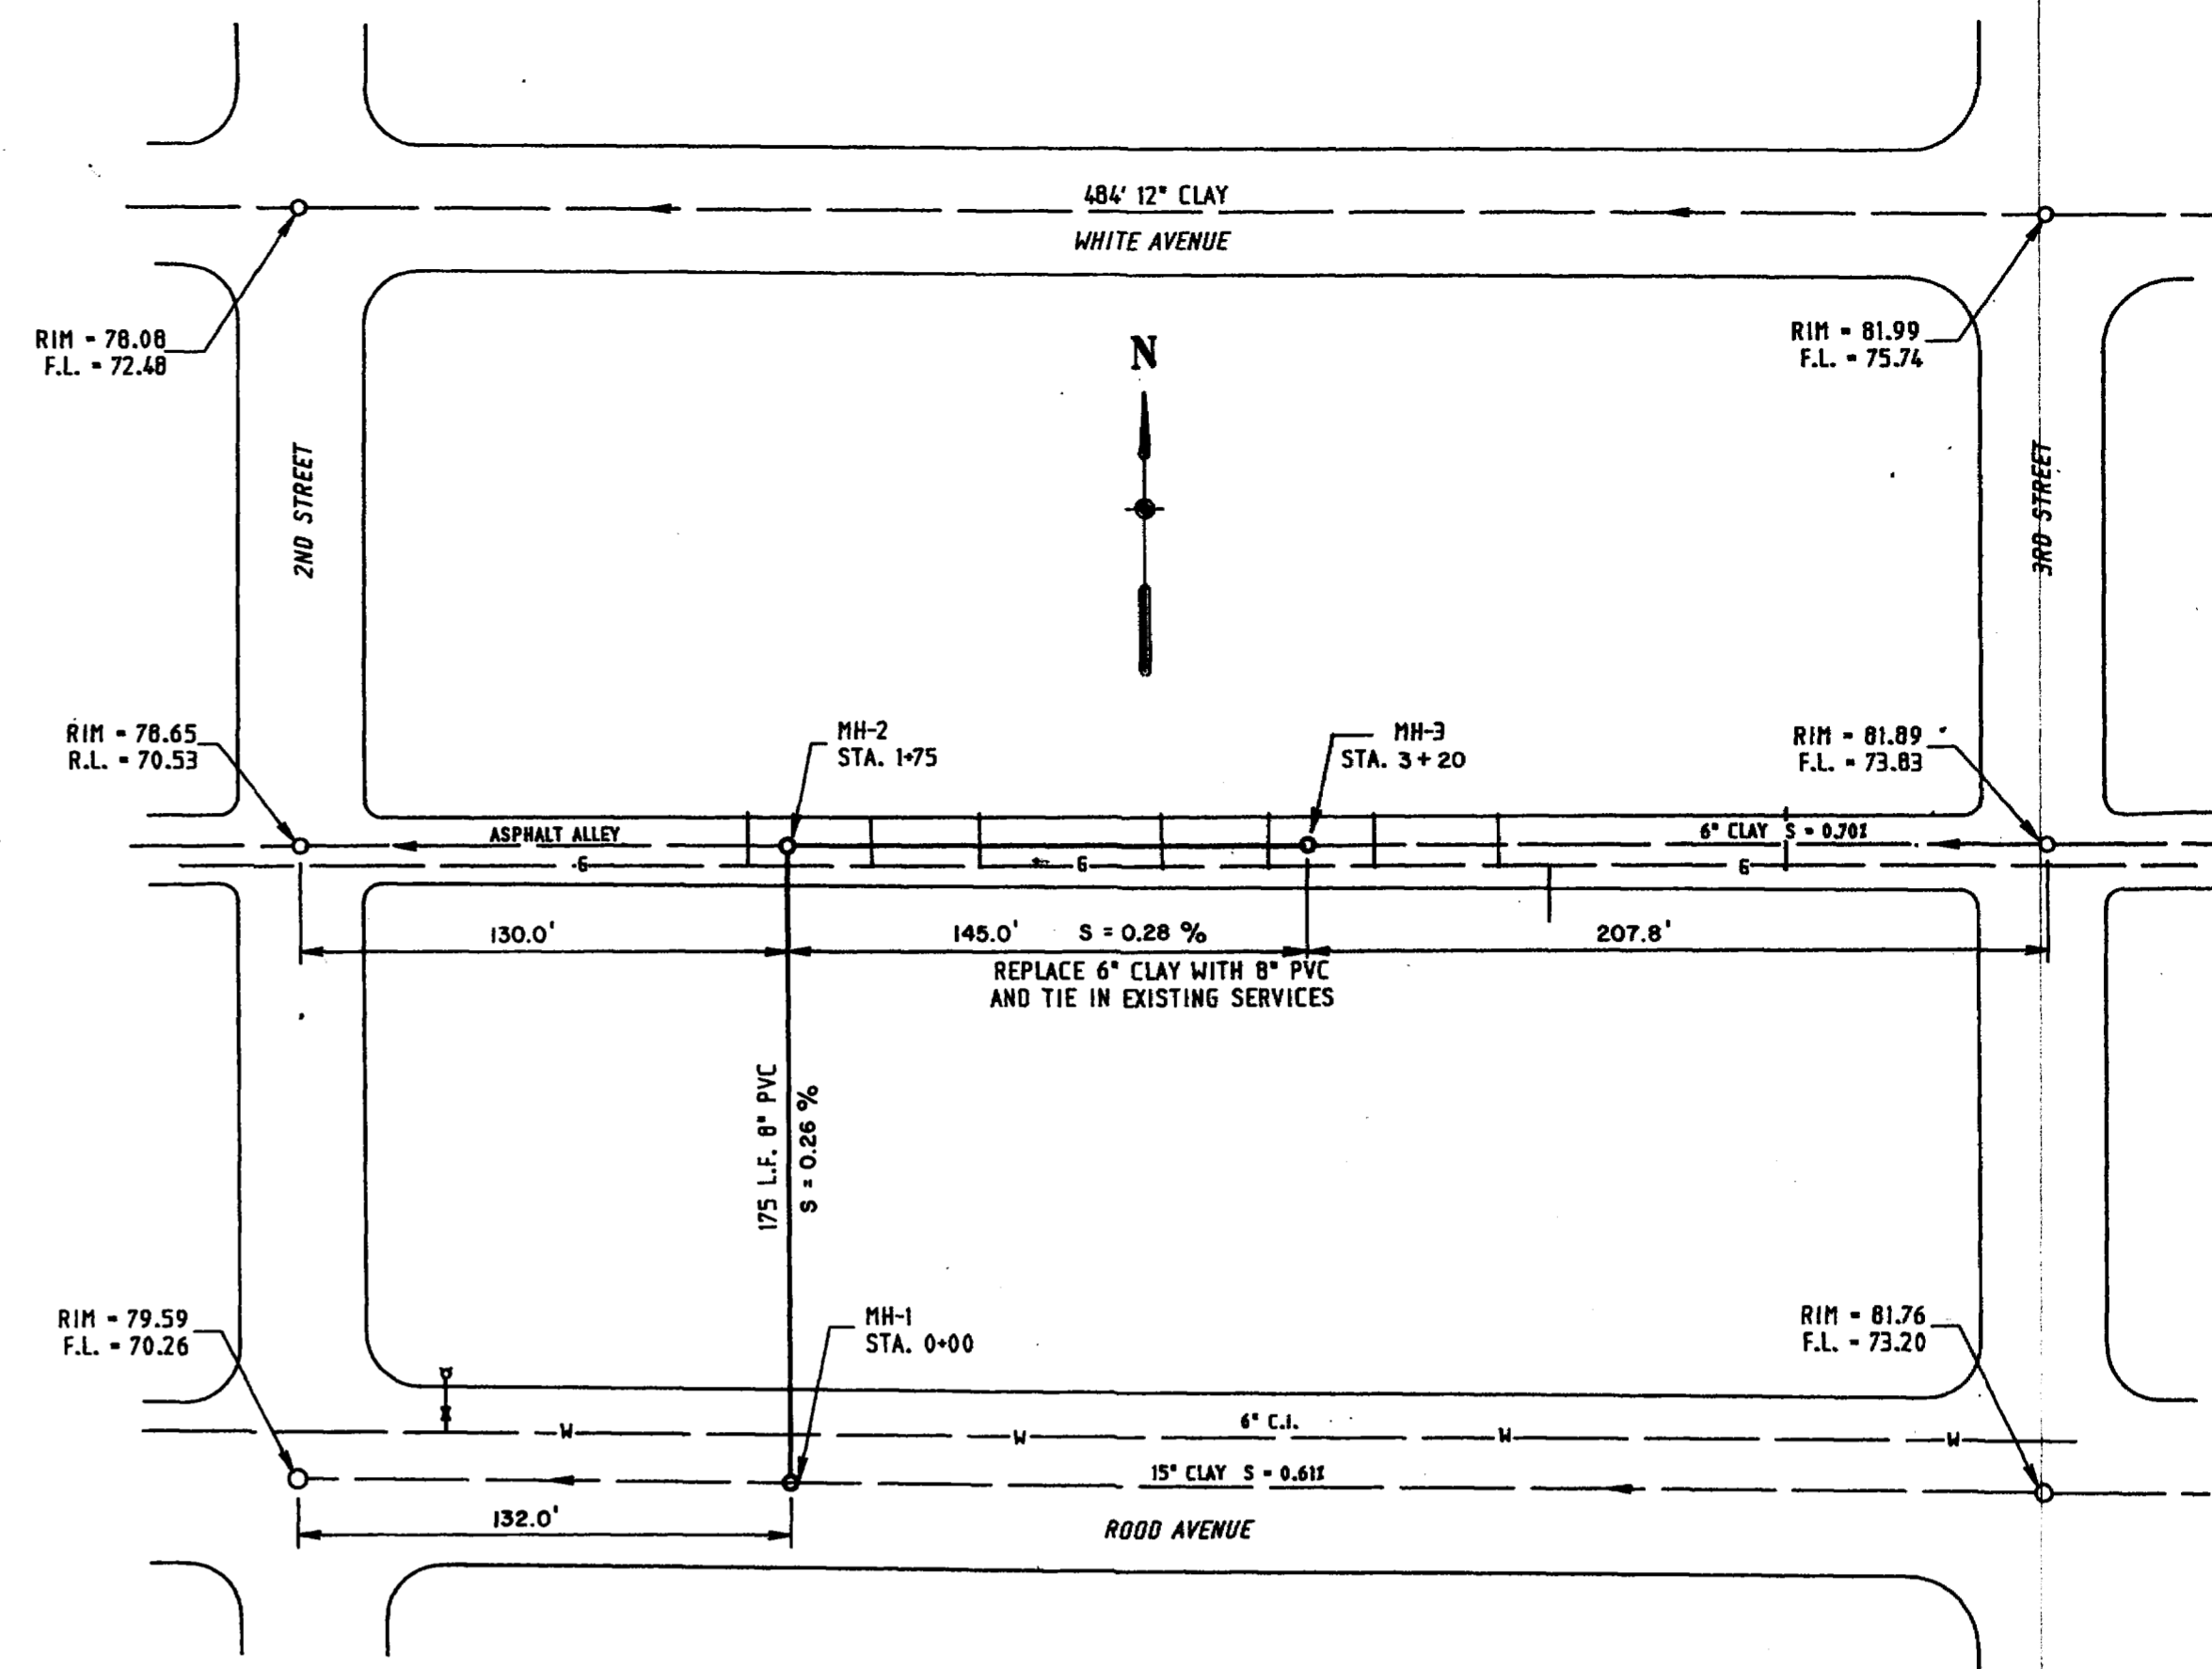 484' 12" CLAY
WHITE AVENUE
RIM = 78.08
F.L. = 72.48
RIM = 81.99
F.L. = 75.74
N
2ND STREET
3RD STREET
RIM = 78.65
R.L. = 70.53
MH-2
STA. 1+75
MH-3
STA. 3+20
RIM = 81.89
F.L. = 73.83
ASPHALT ALLEY
6" CLAY S = 0.70%
G
G
G
130.0'
145.0' S = 0.28 %
207.8'
REPLACE 6" CLAY WITH 8" PVC
AND TIE IN EXISTING SERVICES
175 L.F. 8" PVC
S = 0.26 %
RIM = 79.59
F.L. = 70.26
MH-1
STA. 0+00
RIM = 81.76
F.L. = 73.20
6" C.I.
W
W
W
W
15" CLAY S = 0.61%
132.0'
ROOD AVENUE